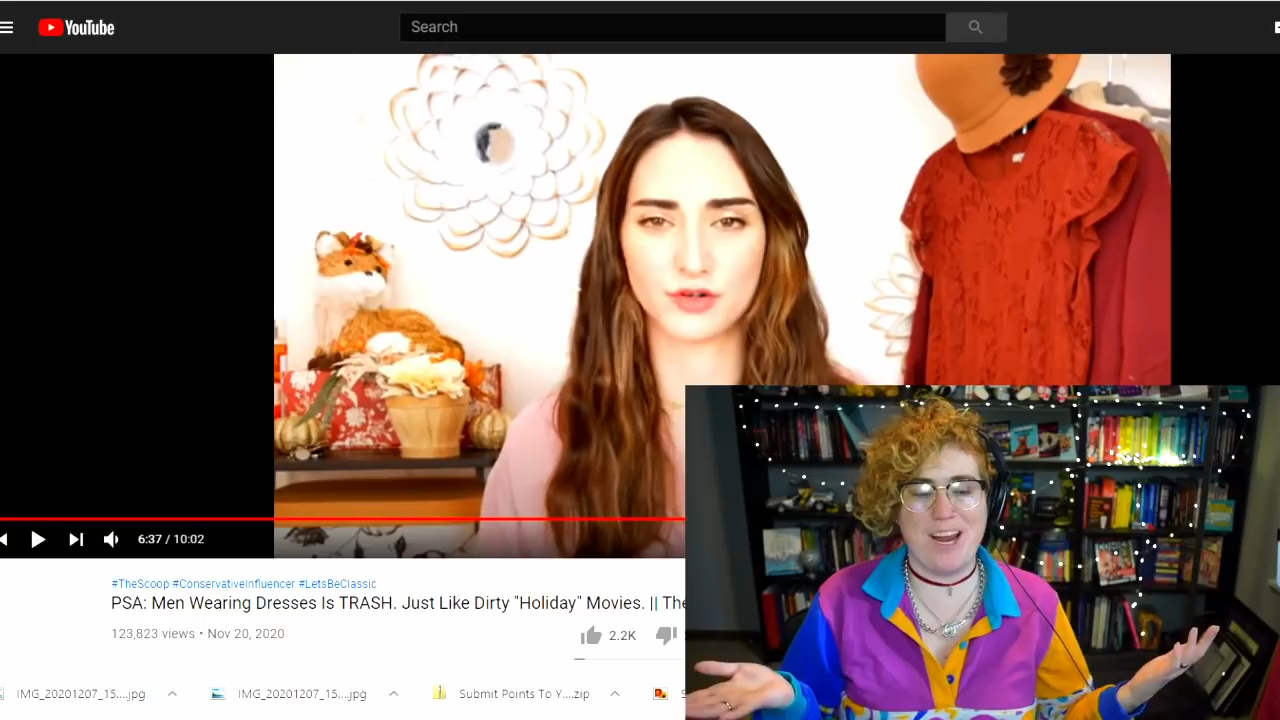 YouTube
Search
6:37 / 10:02
#TheScoop #ConservativeInfluencer #LetsBeClassic
PSA: Men Wearing Dresses Is TRASH. Just Like Dirty "Holiday" Movies. || The
123,823 views • Nov 20, 2020
2.2K
IMG_20201207_15....jpg
IMG_20201207_15....jpg
Submit Points To Y....zip